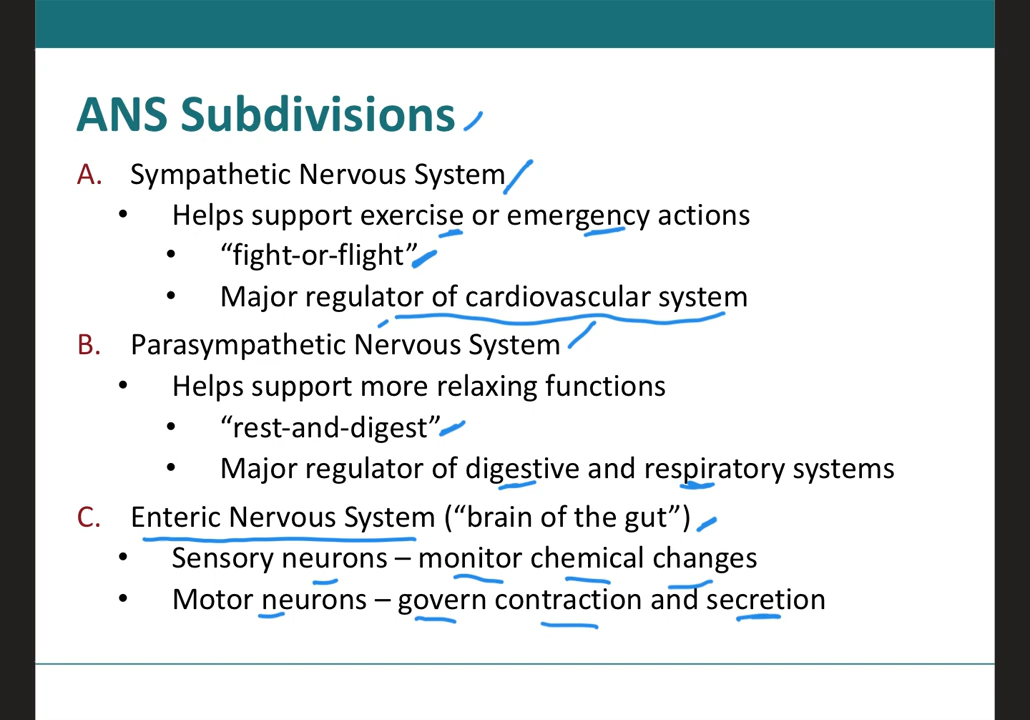 ANS Subdivisions
A. Sympathetic Nervous System
• Helps support exercise or emergency actions
• “fight-or-flight”
• Major regulator of cardiovascular system
B. Parasympathetic Nervous System
• Helps support more relaxing functions
• “rest-and-digest”
• Major regulator of digestive and respiratory systems
C. Enteric Nervous System (“brain of the gut”)
• Sensory neurons – monitor chemical changes
• Motor neurons – govern contraction and secretion